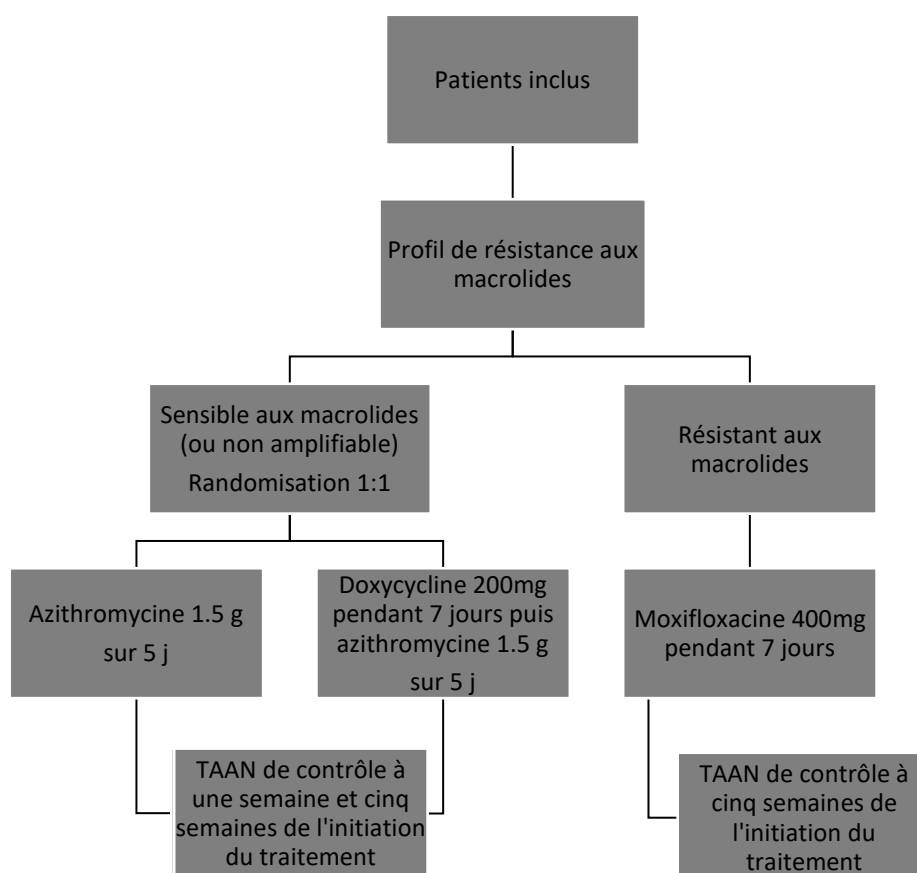 Patients inclus
Profil de résistance aux
macrolides
Sensible aux macrolides
(ou non amplifiable)
Randomisation 1:1
Résistant aux
macrolides
Azithromycine 1.5 g
sur 5 j
Doxycycline 200mg
pendant 7 jours puis
azithromycine 1.5 g
sur 5 j
Moxifloxacine 400mg
pendant 7 jours
TAAN de contrôle à
une semaine et cinq
semaines de l'initiation
du traitement
TAAN de contrôle à
cinq semaines de
l'initiation du
traitement